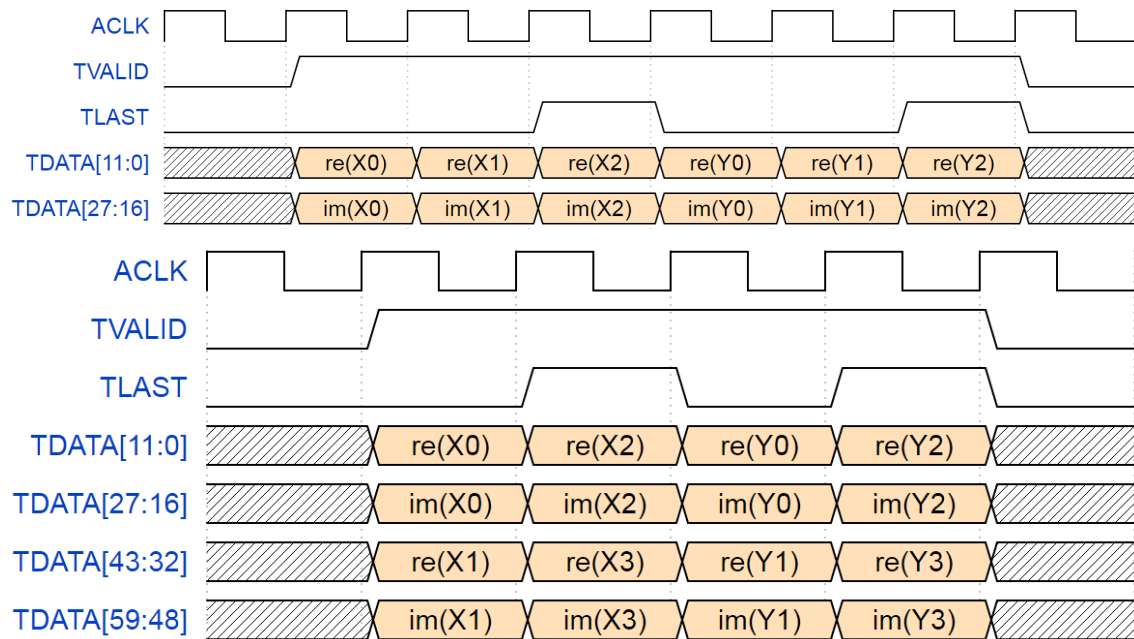 ACLK
TVALID
TLAST
TDATA[11:0] re(X0) re(X1) re(X2) re(Y0) re(Y1) re(Y2)
TDATA[27:16] im(X0) im(X1) im(X2) im(Y0) im(Y1) im(Y2)
ACLK
TVALID
TLAST
TDATA[11:0] re(X0) re(X2) re(Y0) re(Y2)
TDATA[27:16] im(X0) im(X2) im(Y0) im(Y2)
TDATA[43:32] re(X1) re(X3) re(Y1) re(Y3)
TDATA[59:48] im(X1) im(X3) im(Y1) im(Y3)